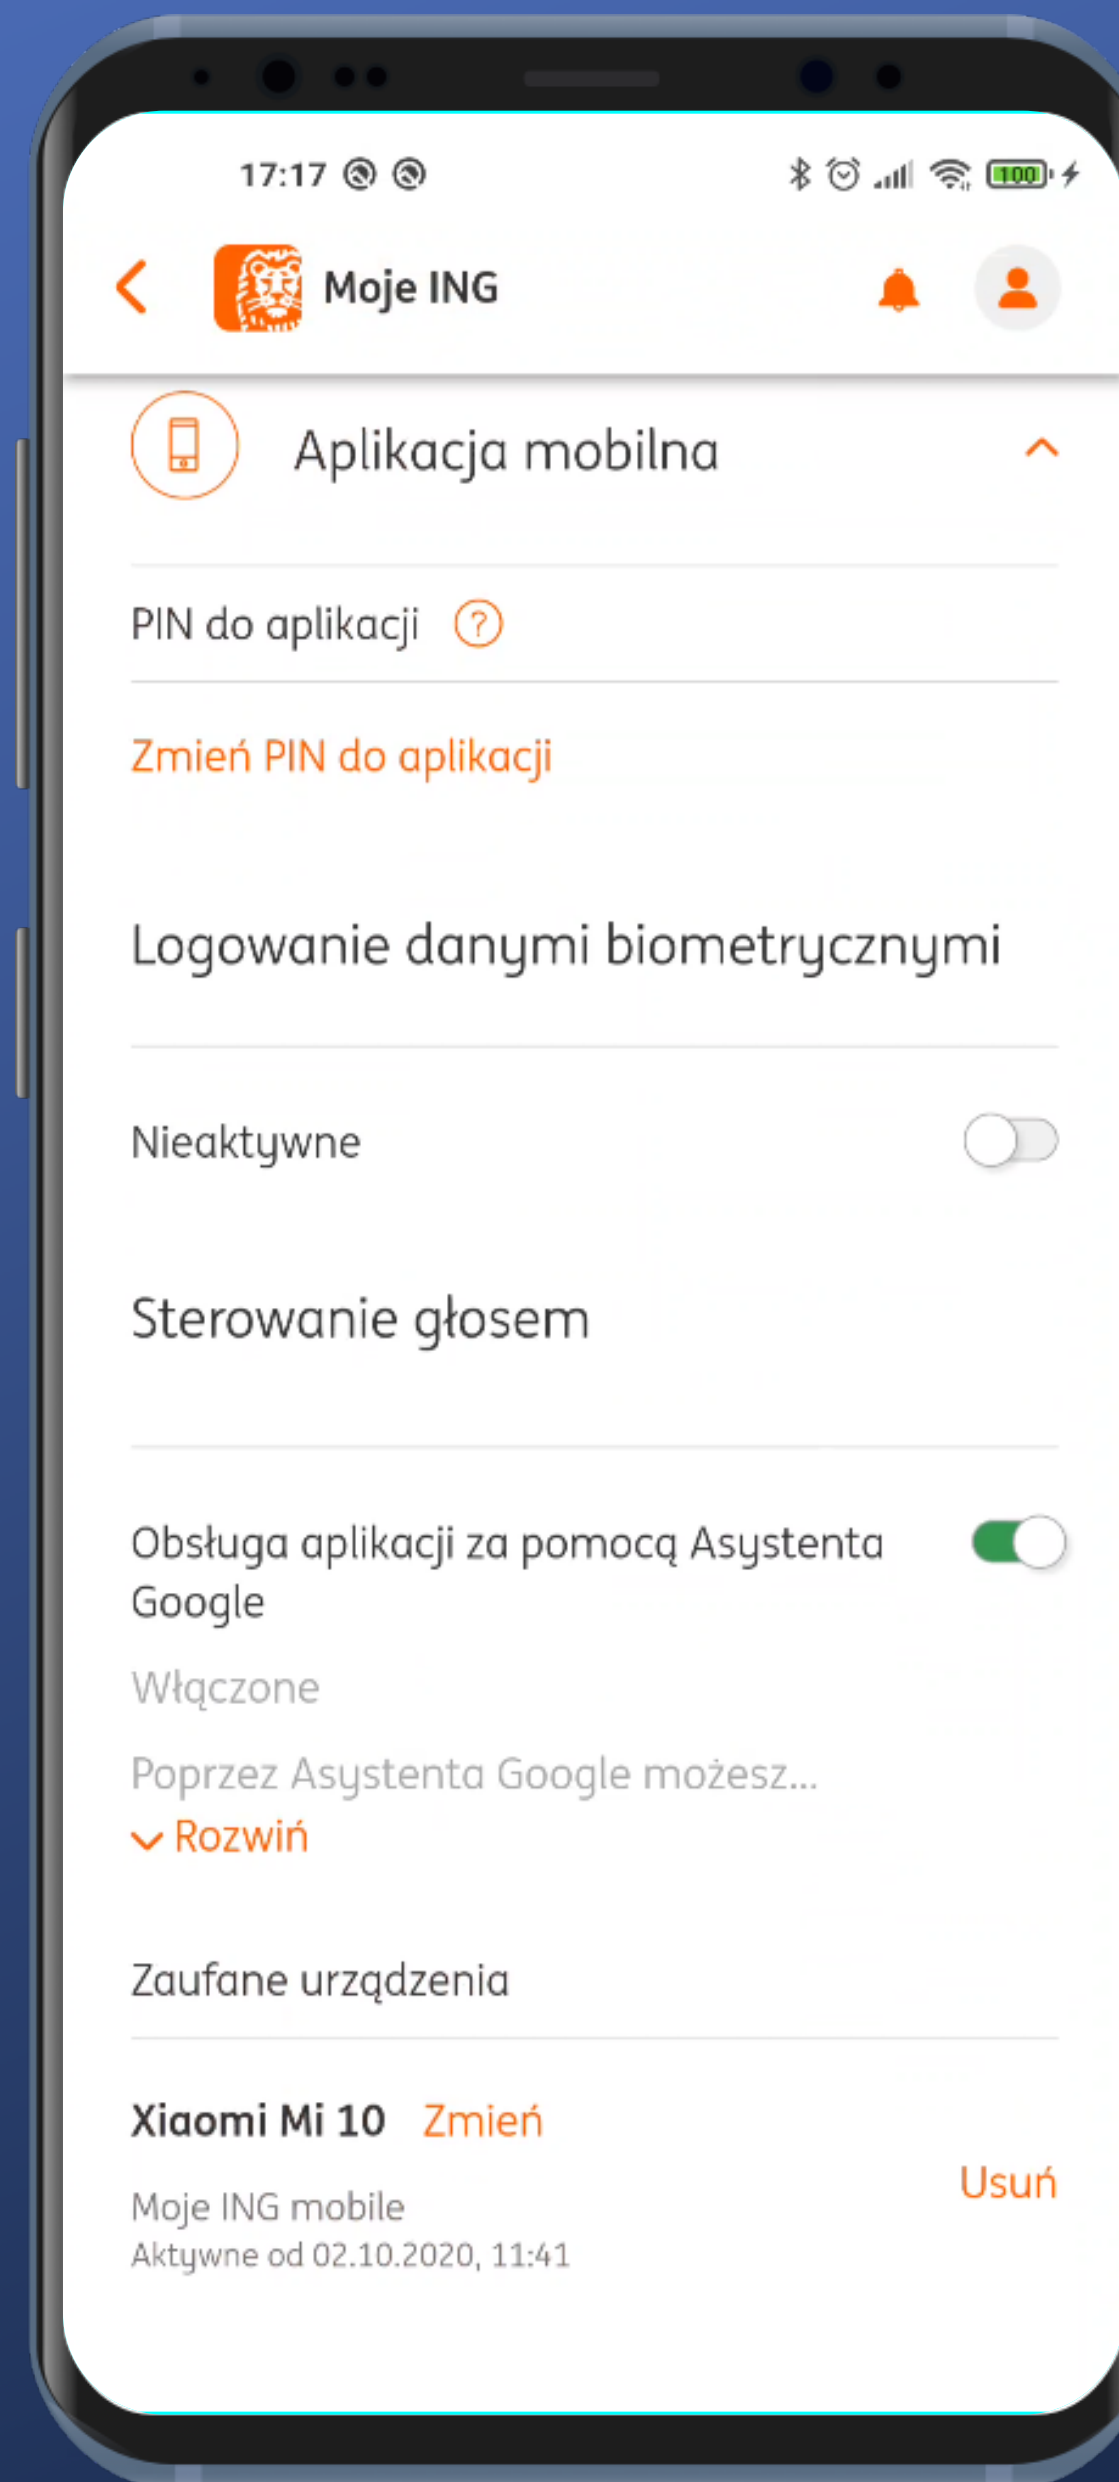 17:17
100
Moje ING
Aplikacja mobilna
PIN do aplikacji ?
Zmień PIN do aplikacji
Logowanie danymi biometrycznymi
Nieaktywne
Sterowanie głosem
Obsługa aplikacji za pomocą Asystenta
Google
Włączone
Poprzez Asystenta Google możesz...
Rozwiń
Zaufane urządzenia
Xiaomi Mi 10 Zmień
Usuń
Moje ING mobile
Aktywne od 02.10.2020, 11:41